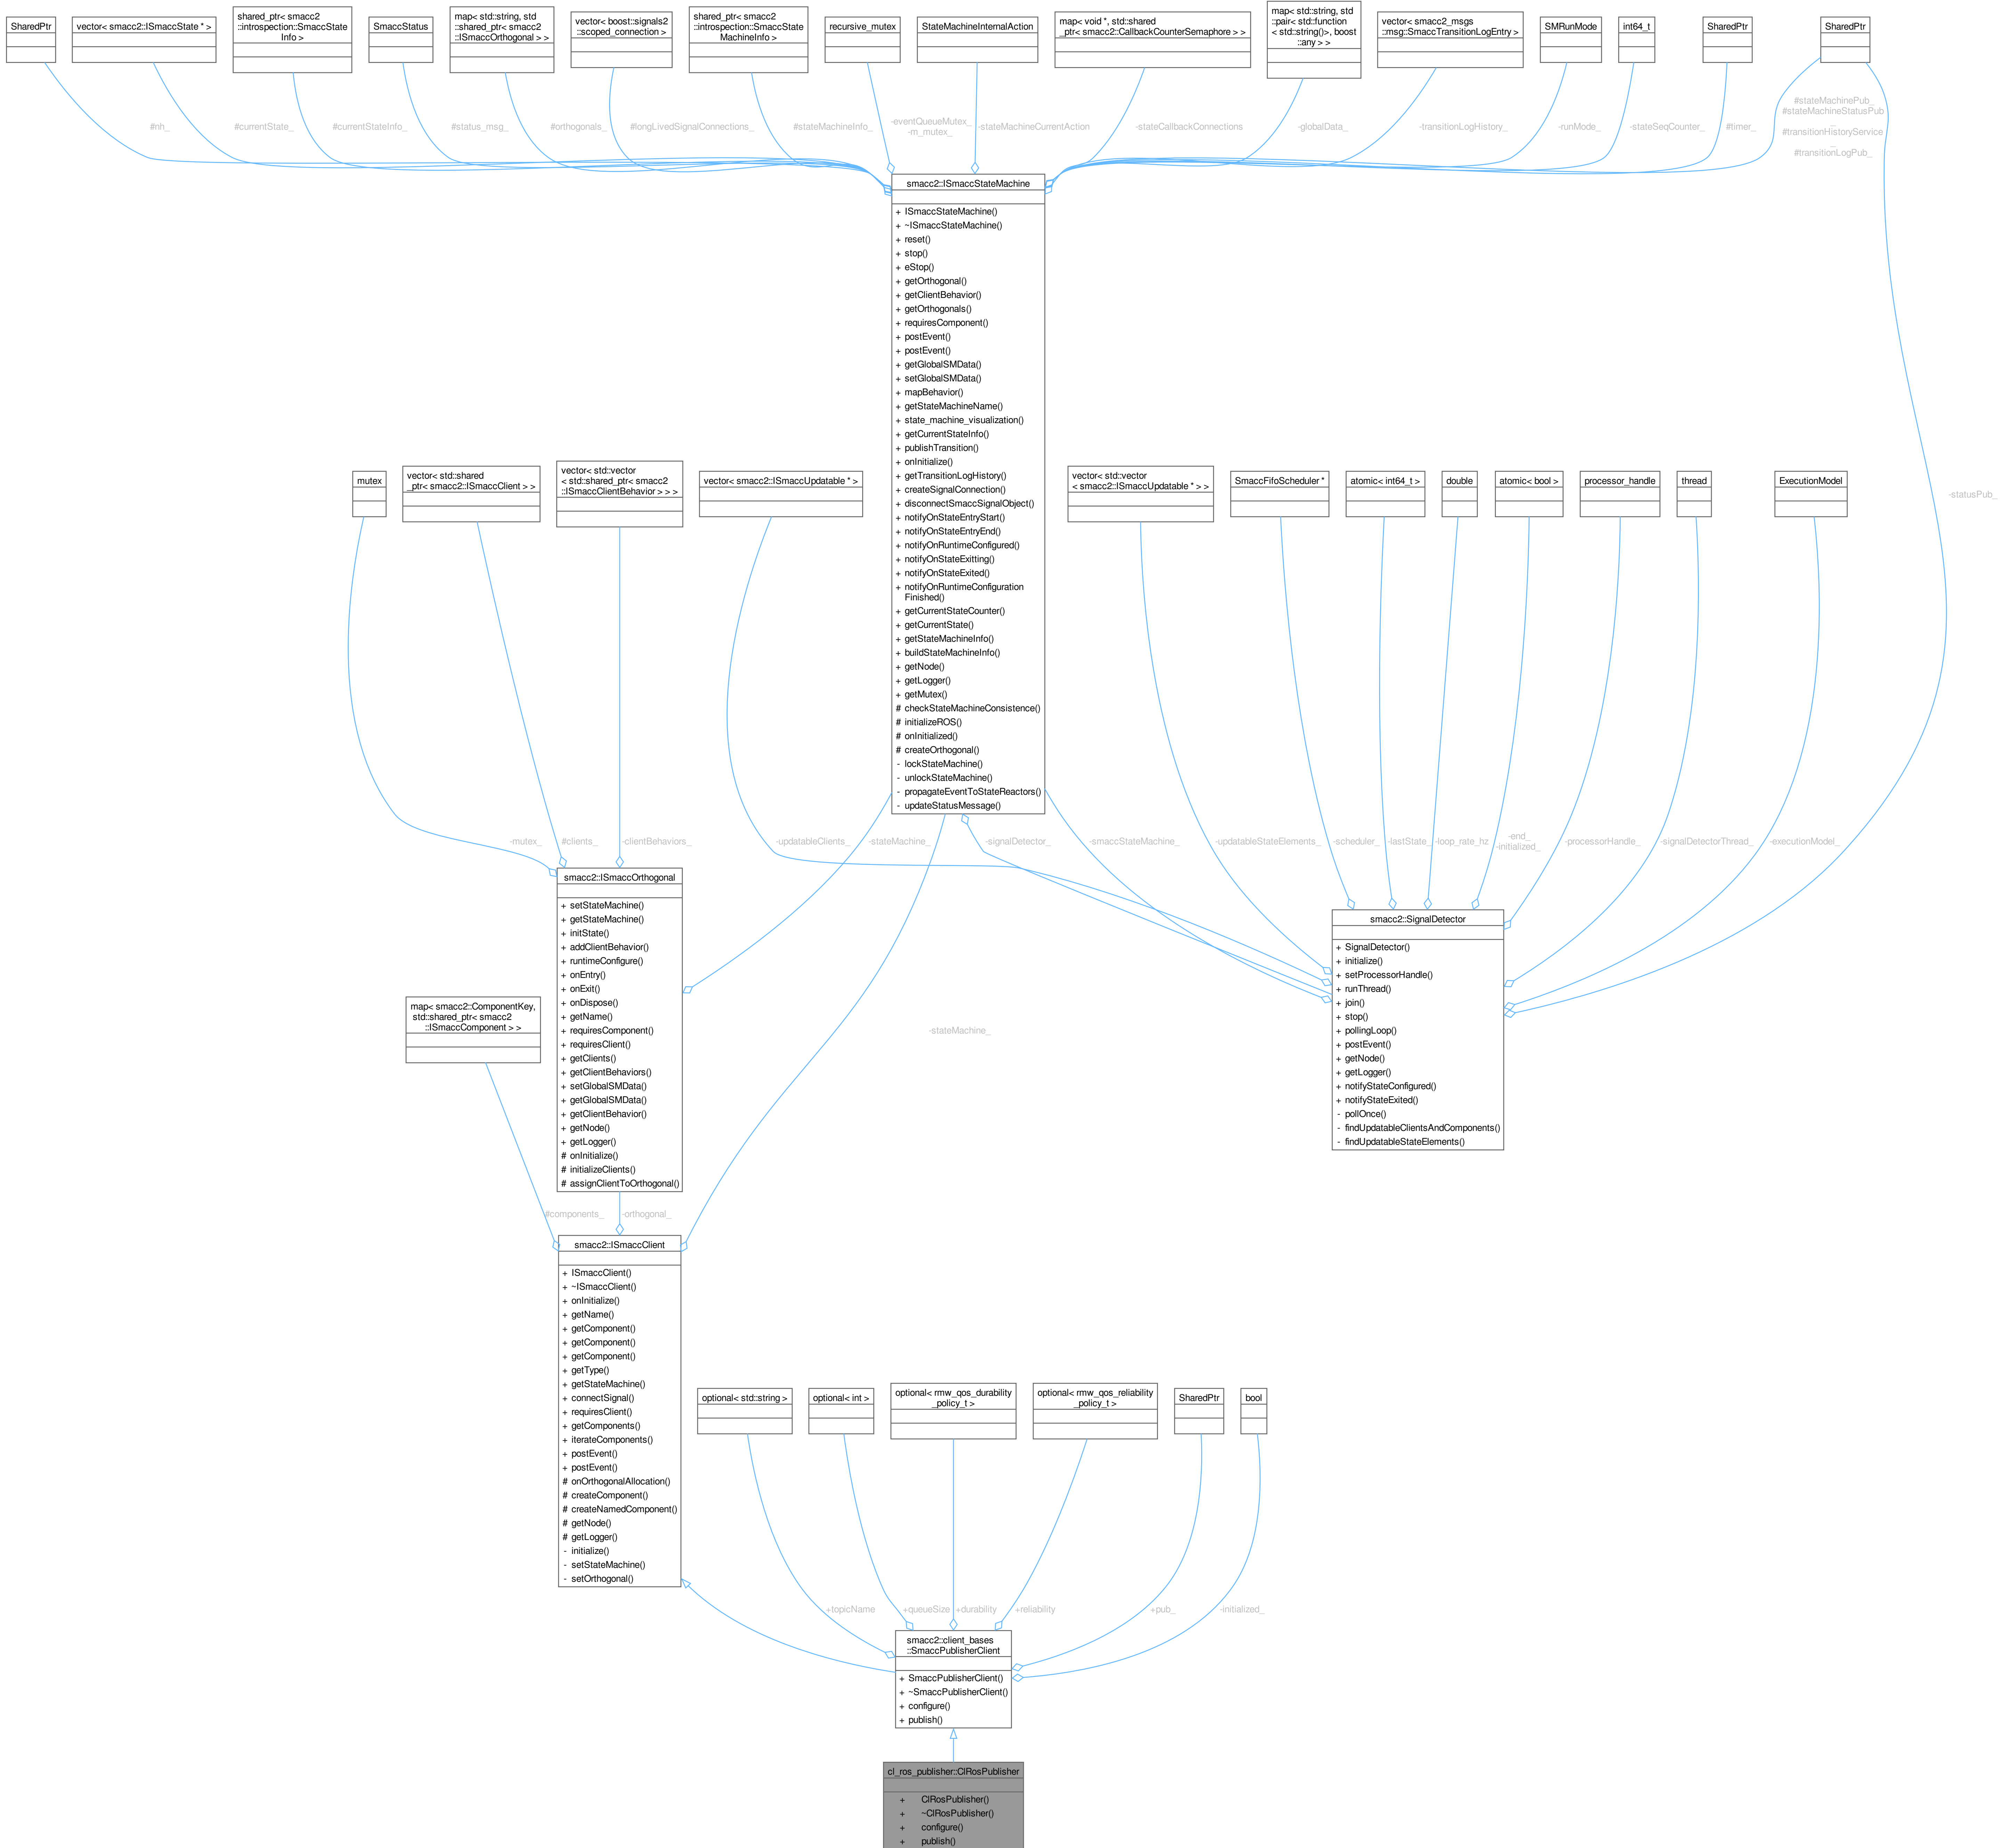 SharedPtr
vector< smacc2::ISmaccState * >
shared_ptr< smacc2
::introspection::SmaccState
Info >
SmaccStatus
map< std::string, std
::shared_ptr< smacc2
::ISmaccOrthogonal > >
vector< boost::signals2
::scoped_connection >
shared_ptr< smacc2
::introspection::SmaccState
MachineInfo >
recursive_mutex
StateMachineInternalAction
map< void *, std::shared
_ptr< smacc2::CallbackCounterSemaphore > >
map< std::string, std
::pair< std::function
< std::string()>, boost
::any > >
vector< smacc2_msgs
::msg::SmaccTransitionLogEntry >
SMRunMode
int64_t
SharedPtr
SharedPtr
#nh_
#currentState_
#currentStateInfo_
#status_msg_
#orthogonals_
#longLivedSignalConnections_
#stateMachineInfo_
-eventQueueMutex_
-m_mutex_
-stateMachineCurrentAction
-stateCallbackConnections
-globalData_
-transitionLogHistory_
-runMode_
-stateSeqCounter_
#timer_
#stateMachinePub_
#stateMachineStatusPub
_
#transitionHistoryService
_
#transitionLogPub_
-statusPub_
smacc2::ISmaccStateMachine
+ ISmaccStateMachine()
+ ~ISmaccStateMachine()
+ reset()
+ stop()
+ eStop()
+ getOrthogonal()
+ getClientBehavior()
+ getOrthogonals()
+ requiresComponent()
+ postEvent()
+ postEvent()
+ getGlobalSMData()
+ setGlobalSMData()
+ mapBehavior()
+ getStateMachineName()
+ state_machine_visualization()
+ getCurrentStateInfo()
+ publishTransition()
+ onInitialize()
+ getTransitionLogHistory()
+ createSignalConnection()
+ disconnectSmaccSignalObject()
+ notifyOnStateEntryStart()
+ notifyOnStateEntryEnd()
+ notifyOnRuntimeConfigured()
+ notifyOnStateExitting()
+ notifyOnStateExited()
+ notifyOnRuntimeConfiguration
Finished()
+ getCurrentStateCounter()
+ getCurrentState()
+ getStateMachineInfo()
+ buildStateMachineInfo()
+ getNode()
+ getLogger()
+ getMutex()
# checkStateMachineConsistence()
# initializeROS()
# onInitialized()
# createOrthogonal()
- lockStateMachine()
- unlockStateMachine()
- propagateEventToStateReactors()
- updateStatusMessage()
mutex
vector< std::shared
_ptr< smacc2::ISmaccClient > >
vector< std::vector
< std::shared_ptr< smacc2
::ISmaccClientBehavior > > >
vector< smacc2::ISmaccUpdatable * >
vector< std::vector
< smacc2::ISmaccUpdatable * > >
SmaccFifoScheduler *
atomic< int64_t >
double
atomic< bool >
processor_handle
thread
ExecutionModel
-mutex_
#clients_
-clientBehaviors_
-updatableClients_
-stateMachine_
-signalDetector_
-smaccStateMachine_
-updatableStateElements_
-scheduler_
-lastState_
-loop_rate_hz
-end_
-initialized_
-processorHandle_
-signalDetectorThread_
-executionModel_
smacc2::ISmaccOrthogonal
+ setStateMachine()
+ getStateMachine()
+ initState()
+ addClientBehavior()
+ runtimeConfigure()
+ onEntry()
+ onExit()
+ onDispose()
+ getName()
+ requiresComponent()
+ requiresClient()
+ getClients()
+ getClientBehaviors()
+ setGlobalSMData()
+ getGlobalSMData()
+ getClientBehavior()
+ getNode()
+ getLogger()
# onInitialize()
# initializeClients()
# assignClientToOrthogonal()
smacc2::SignalDetector
+ SignalDetector()
+ initialize()
+ setProcessorHandle()
+ runThread()
+ join()
+ stop()
+ pollingLoop()
+ postEvent()
+ getNode()
+ getLogger()
+ notifyStateConfigured()
+ notifyStateExited()
- pollOnce()
- findUpdatableClientsAndComponents()
- findUpdatableStateElements()
map< smacc2::ComponentKey,
std::shared_ptr< smacc2
::ISmaccComponent > >
-stateMachine_
#components_
-orthogonal_
smacc2::ISmaccClient
+ ISmaccClient()
+ ~ISmaccClient()
+ onInitialize()
+ getName()
+ getComponent()
+ getComponent()
+ getComponent()
+ getType()
+ getStateMachine()
+ connectSignal()
+ requiresClient()
+ getComponents()
+ iterateComponents()
+ postEvent()
+ postEvent()
# onOrthogonalAllocation()
# createComponent()
# createNamedComponent()
# getNode()
# getLogger()
- initialize()
- setStateMachine()
- setOrthogonal()
optional< std::string >
optional< int >
optional< rmw_qos_durability
_policy_t >
optional< rmw_qos_reliability
_policy_t >
SharedPtr
bool
+topicName
+queueSize
+durability
+reliability
+pub_
-initialized_
smacc2::client_bases
::SmaccPublisherClient
+ SmaccPublisherClient()
+ ~SmaccPublisherClient()
+ configure()
+ publish()
cl_ros_publisher::ClRosPublisher
+ ClRosPublisher()
+ ~ClRosPublisher()
+ configure()
+ publish()